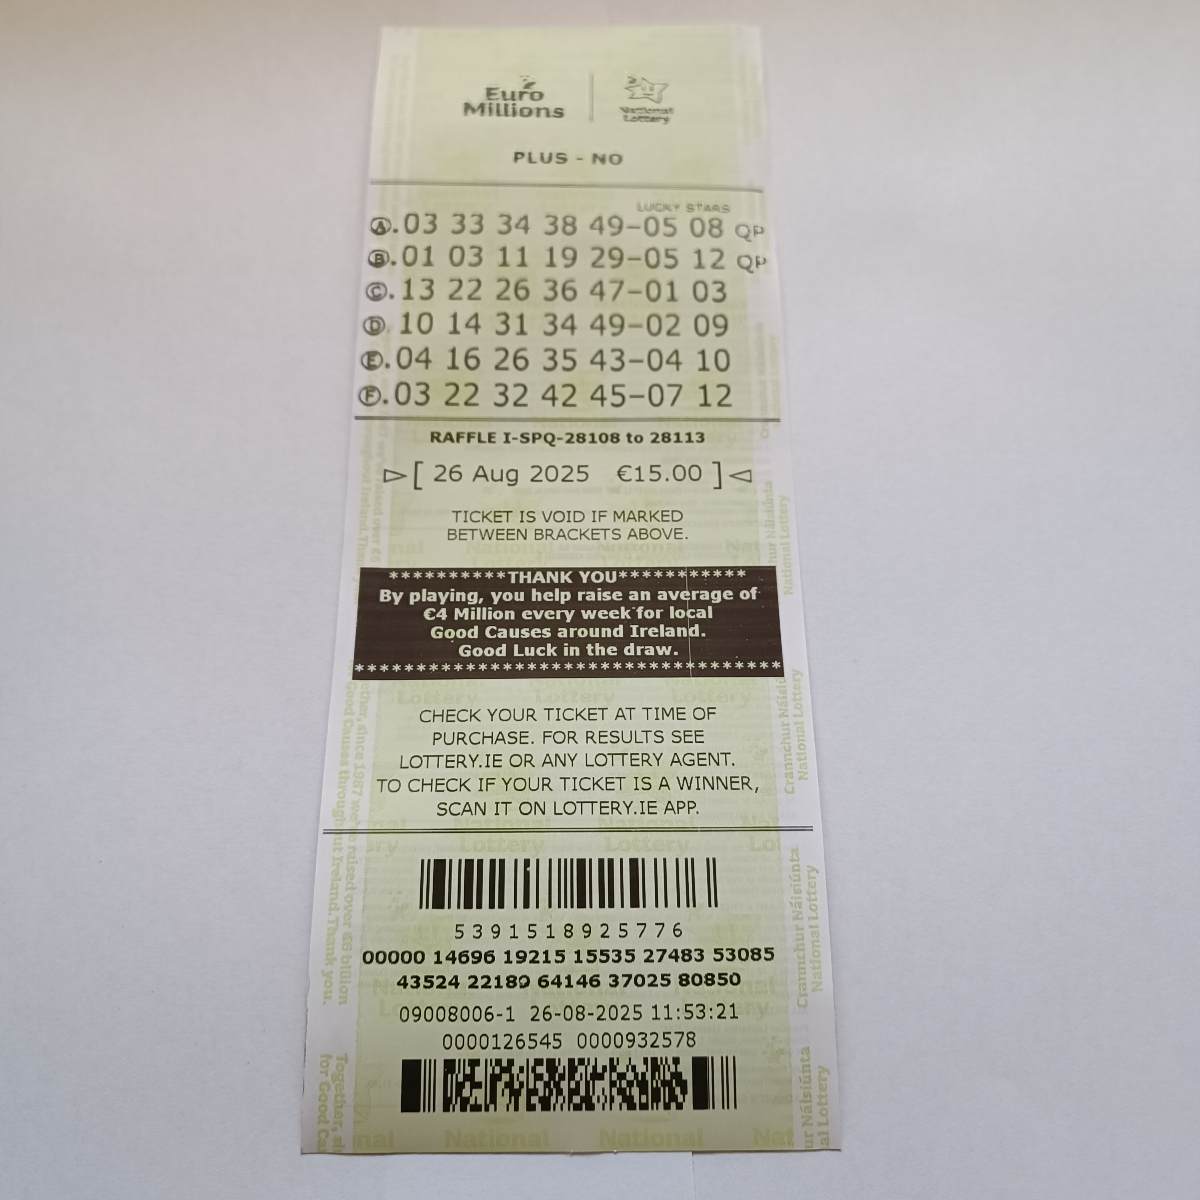 Euro
Millions
National
Lottery
PLUS - NO
LUCKY STARS
A. 03 33 34 38 49-05 08 QP
B. 01 03 11 19 29-05 12 QP
C. 13 22 26 36 47-01 03
D. 10 14 31 34 49-02 09
E. 04 16 26 35 43-04 10
F. 03 22 32 42 45-07 12
RAFFLE I-SPQ-28108 to 28113
[ 26 Aug 2025 €15.00 ]
TICKET IS VOID IF MARKED
BETWEEN BRACKETS ABOVE.
**********THANK YOU***********
By playing, you help raise an average of
€4 Million every week for local
Good Causes around Ireland.
Good Luck in the draw.
**********************************
CHECK YOUR TICKET AT TIME OF
PURCHASE. FOR RESULTS SEE
LOTTERY.IE OR ANY LOTTERY AGENT.
TO CHECK IF YOUR TICKET IS A WINNER,
SCAN IT ON LOTTERY.IE APP.
5391518925776
00000 14696 19215 15535 27483 53085
43524 22189 64146 37025 80850
09008006-1 26-08-2025 11:53:21
0000126545 0000932578
Crannchur Náisiúnta
National Lottery